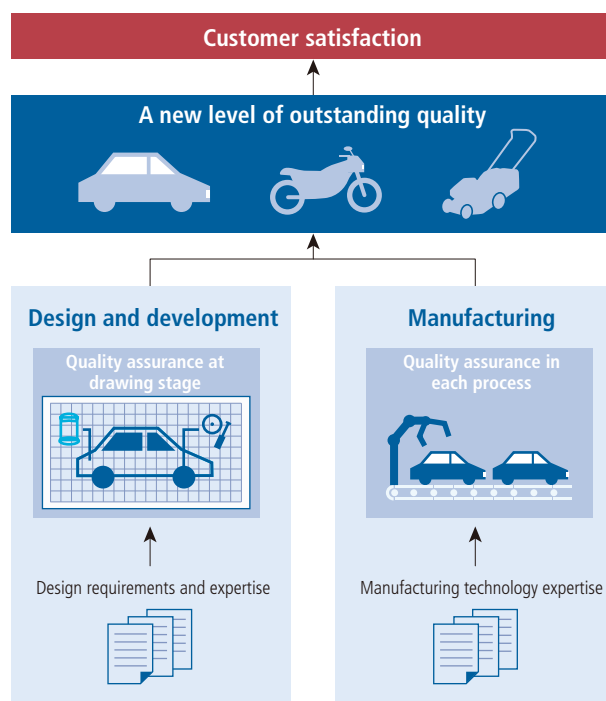 Customer satisfaction
A new level of outstanding quality
Design and development
Quality assurance at
drawing stage
Design requirements and expertise
Manufacturing
Quality assurance in
each process
Manufacturing technology expertise